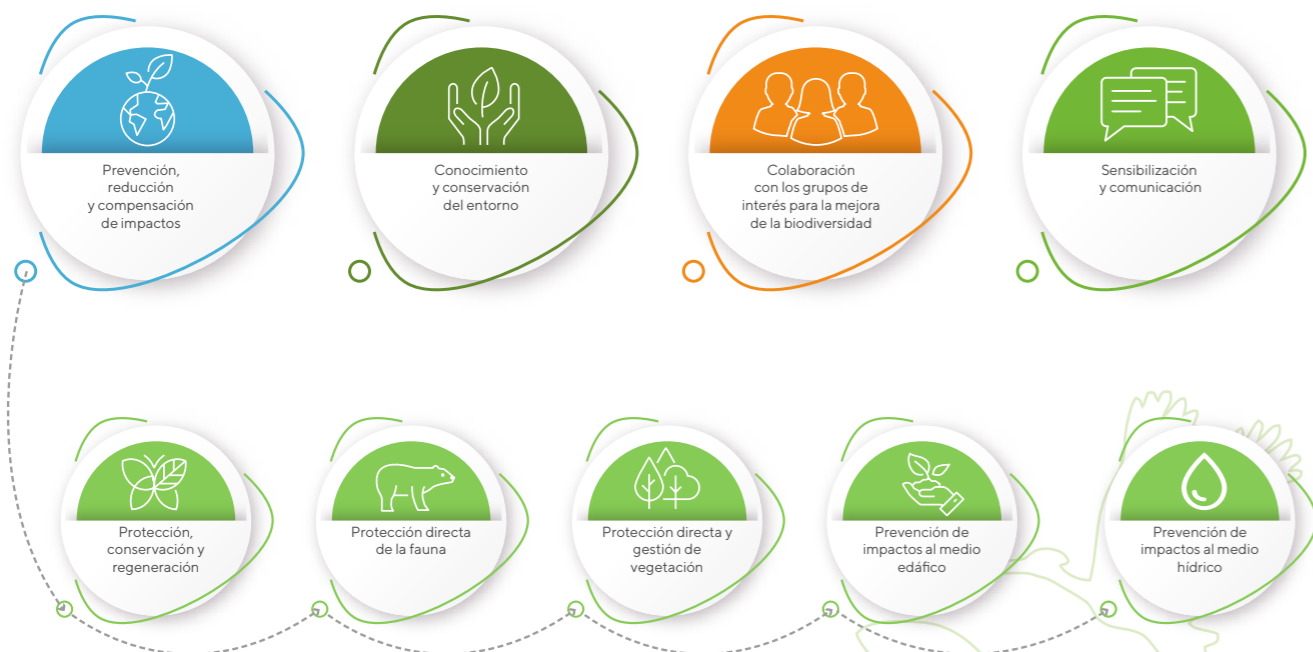 Prevención,
reducción
y compensación
de impactos
Conocimiento
y conservación
del entorno
Colaboración
con los grupos de
interés para la mejora
de la biodiversidad
Sensibilización
y comunicación
Protección,
conservación y
regeneración
Protección directa
de la fauna
Protección directa y
gestión de
vegetación
Prevención de
impactos al medio
edáfico
Prevención de
impactos al medio
hídrico